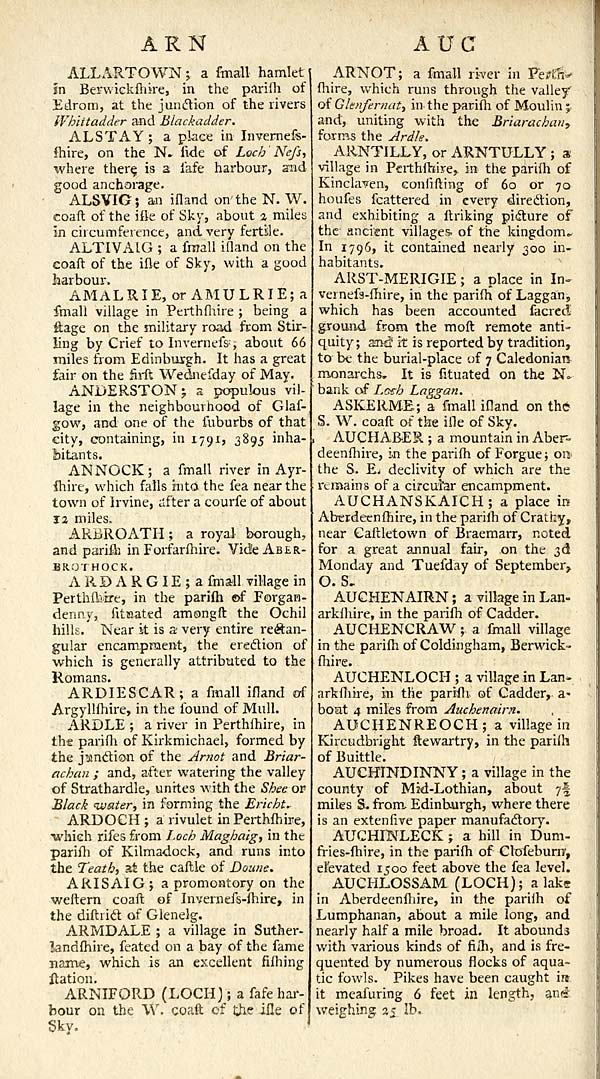 ARN
AUC
ALLARTOWN; a ſmall hamlet
in Berwickſhire, in the pariſh of
Edrom, at the junction of the rivers
Whittadder and Blackadder.
ALSTAY; a place in Inverneſs-
ſhire, on the N. ſide of Loch Neſs,
where there is a ſafe harbour, and
good anchorage.
ALSVIG; an iſland on the N. W.
coaſt of the iſle of Sky, about 2 miles
in circumference, and very fertile.
ALTIVAIG; a ſmall iſland on the
coaſt of the iſle of Sky, with a good
harbour.
AMALRIE, or AMULRIE; a
ſmall village in Perthſhire; being a
ſtage on the military road from Stir-
ling by Crief to Inverneſs; about 66
miles from Edinburgh. It has a great
fair on the firſt Wedneſday of May.
ANDERSTON; a populous vil-
lage in the neighbourhood of Glaſ-
gow, and one of the ſuburbs of that
city, containing, in 1791, 3895 inha-
bitants.
ANNOCK; a ſmall river in Ayr-
ſhire, which falls into the ſea near the
town of Irvine, after a courſe of about
12 miles.
ARBROATH; a royal borough,
and pariſh in Forfarſhire. Vide ABER-
BROTHOCK.
ARDARGIE; a ſmall village in
Perthſhire, in the pariſh of Forgan-
denny, ſituated amongſt the Ochil
hills. Near it is a very entire rectan-
gular encampment, the erection of
which is generally attributed to the
Romans.
ARDIESCAR; a ſmall iſland of
Argyllſhire, in the ſound of Mull.
ARDLE; a river in Perthſhire, in
the pariſh of Kirkmichael, formed by
the junction of the Arnot and Briar-
achan; and, after watering the valley
of Strathardle, unites with the Shee or
Black water, in forming the Ericht.
ARDOCH; a rivulet in Perthſhire,
which riſes from Loch Maghaig, in the
pariſh of Kilmadock, and runs into
the Teath, at the caſtle of Doune.
ARISAIG; a promontory on the
weſtern coaſt of Inverneſs-ſhire, in
the diſtrict of Glenelg.
ARMDALE; a village in Suther-
landſhire, ſeated on a bay of the ſame
name, which is an excellent fiſhing
ſtation.
ARNIFORD (LOCH); a ſafe har-
bour on the W. coaſt of the iſle of
Sky.
ARNOT; a ſmall river in Perth-
ſhire, which runs through the valley
of Glenfernat, in the pariſh of Moulin;
and, uniting with the Briarachan,
forms the Ardle.
ARNTILLY, or ARNTULLY; a
village in Perthſhire, in the pariſh of
Kinclaven, conſiſting of 60 or 70
houſes ſcattered in every direction,
and exhibiting a ſtriking picture of
the ancient villages of the kingdom.
In 1796, it contained nearly 300 in-
habitants.
ARST-MERIGIE; a place in In-
verneſs-ſhire, in the pariſh of Laggan,
which has been accounted ſacred
ground from the moſt remote anti-
quity; and it is reported by tradition,
to be the burial-place of 7 Caledonian
monarchs. It is ſituated on the N.
bank of Loch Laggan.
ASKERME; a ſmall iſland on the
S. W. coaſt of the iſle of Sky.
AUCHABER; a mountain in Aber-
deenſhire, in the pariſh of Forgue; on
the S. E. declivity of which are the
remains of a circular encampment.
AUCHANSKAICH; a place in
Aberdeenſhire, in the pariſh of Crathy,
near Caſtletown of Braemarr, noted
for a great annual fair, on the 3d
Monday and Tueſday of September,
O. S.
AUCHENAIRN; a village in Lan-
arkſhire, in the pariſh of Cadder.
AUCHENCRAW; a ſmall village
in the pariſh of Coldingham, Berwick-
ſhire.
AUCHENLOCH; a village in Lan-
arkſhire, in the pariſh of Cadder, a-
bout 4 miles from Auchenairn.
AUCHENREOCH; a village in
Kircudbright ſtewartry, in the pariſh
of Buittle.
AUCHINDINNY; a village in the
county of Mid-Lothian, about 7½
miles S. from Edinburgh, where there
is an extenſive paper manufactory.
AUCHINLECK; a hill in Dum-
fries-ſhire, in the pariſh of Cloſeburn,
elevated 1500 feet above the ſea level.
AUCHLOSSAM (LOCH); a lake
in Aberdeenſhire, in the pariſh of
Lumphanan, about a mile long, and
nearly half a mile broad. It abounds
with various kinds of fiſh, and is fre-
quented by numerous flocks of aqua-
tic fowls. Pikes have been caught in
it meaſuring 6 feet in length, and
weighing 25 lb.